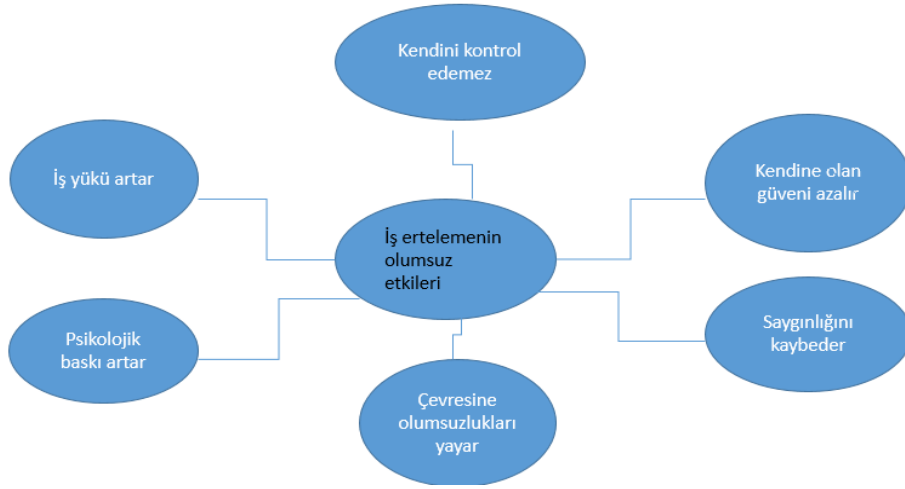 Kendini kontrol
edemez
İş yükü artar
Kendine olan
güveni azalır
İş ertelemenin
olumsuz
etkileri
Psikolojik
baskı artar
Saygınlığını
kaybeder
Çevresine
olumsuzlukları
yayar